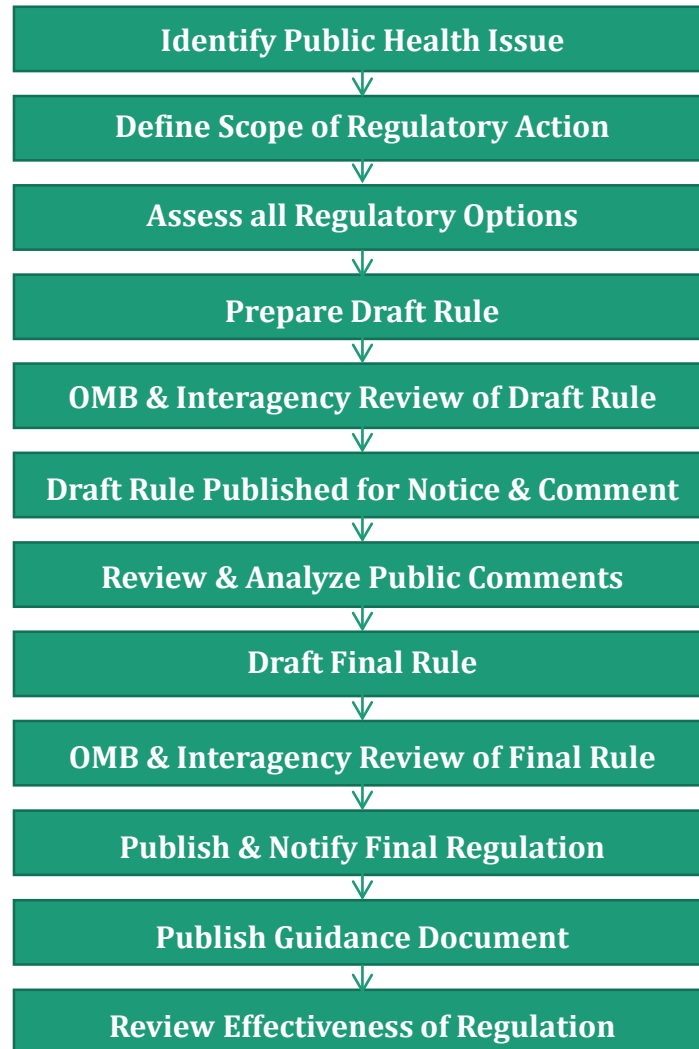 Identify Public Health Issue
Define Scope of Regulatory Action
Assess all Regulatory Options
Prepare Draft Rule
OMB & Interagency Review of Draft Rule
Draft Rule Published for Notice & Comment
Review & Analyze Public Comments
Draft Final Rule
OMB & Interagency Review of Final Rule
Publish & Notify Final Regulation
Publish Guidance Document
Review Effectiveness of Regulation